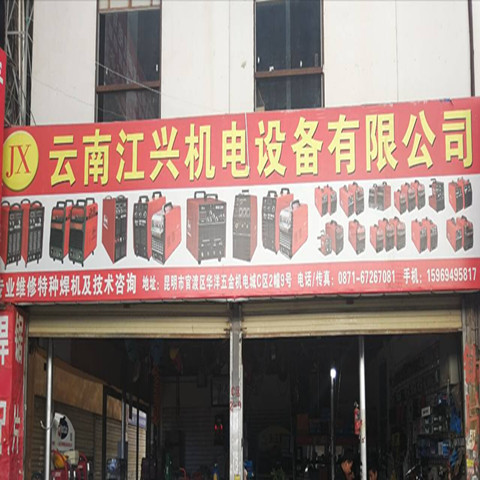 JX 云南江兴机电设备有限公司
专业维修特种焊机及技术咨询 地址：昆明市官渡区华洋五金机电城C区2幢9号 电话/传真：0871-67267081 手机：15969495817